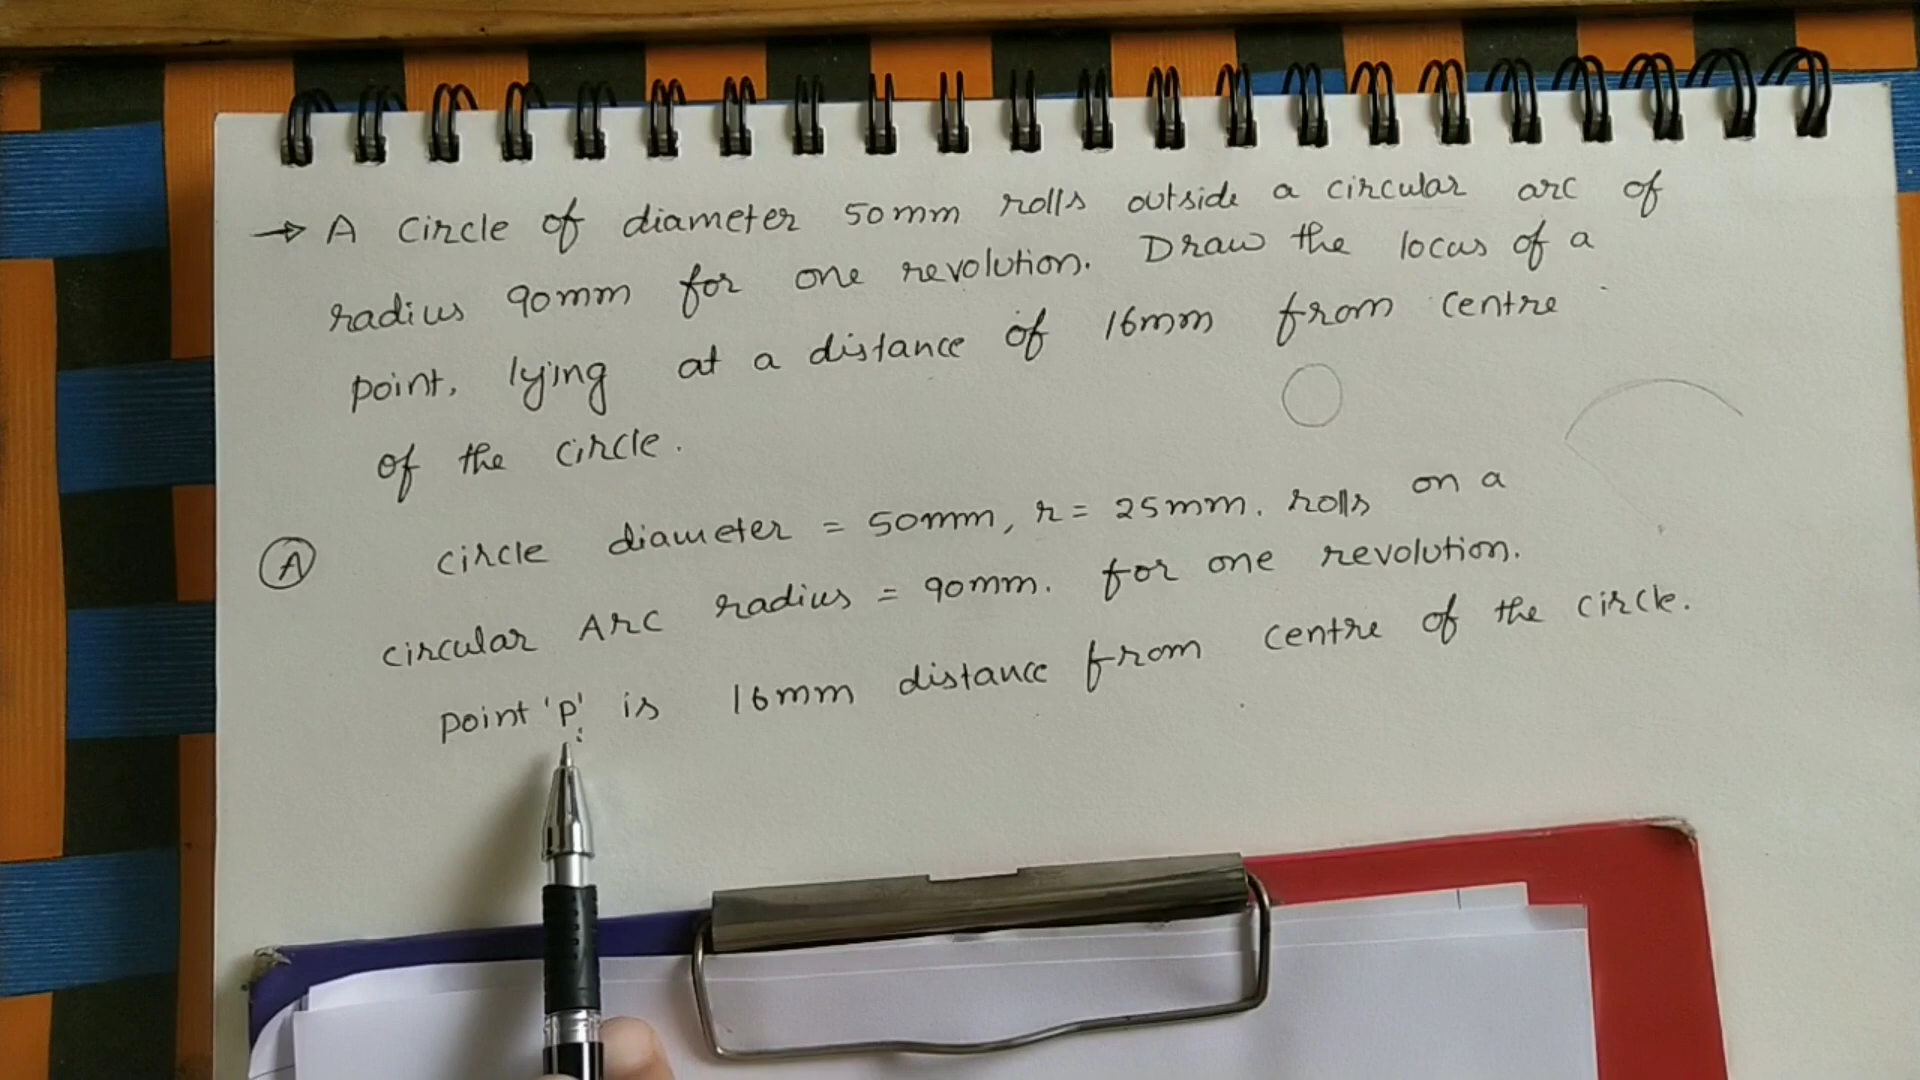 → A circle of diameter 50mm rolls outside a circular arc of
radius 90mm for one revolution. Draw the locus of a
point, lying at a distance of 16mm from centre
of the circle.
A circle diameter = 50mm, r = 25mm. rolls on a
circular Arc radius = 90mm. for one revolution.
point 'p' is 16mm distance from centre of the circle.